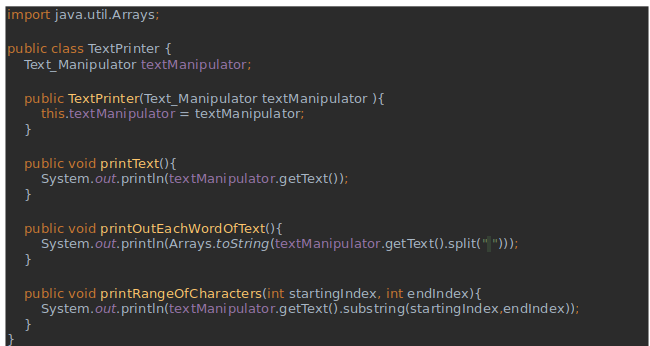 import java.util.Arrays;
public class TextPrinter {
Text_Manipulator textManipulator;
public TextPrinter(Text_Manipulator textManipulator ){
this.textManipulator = textManipulator;
}
public void printText(){
System.out.println(textManipulator.getText());
}
public void printOutEachWordOfText(){
System.out.println(Arrays.toString(textManipulator.getText().split(" ")));
}
public void printRangeOfCharacters(int startingIndex, int endIndex){
System.out.println(textManipulator.getText().substring(startingIndex,endIndex));
}
}